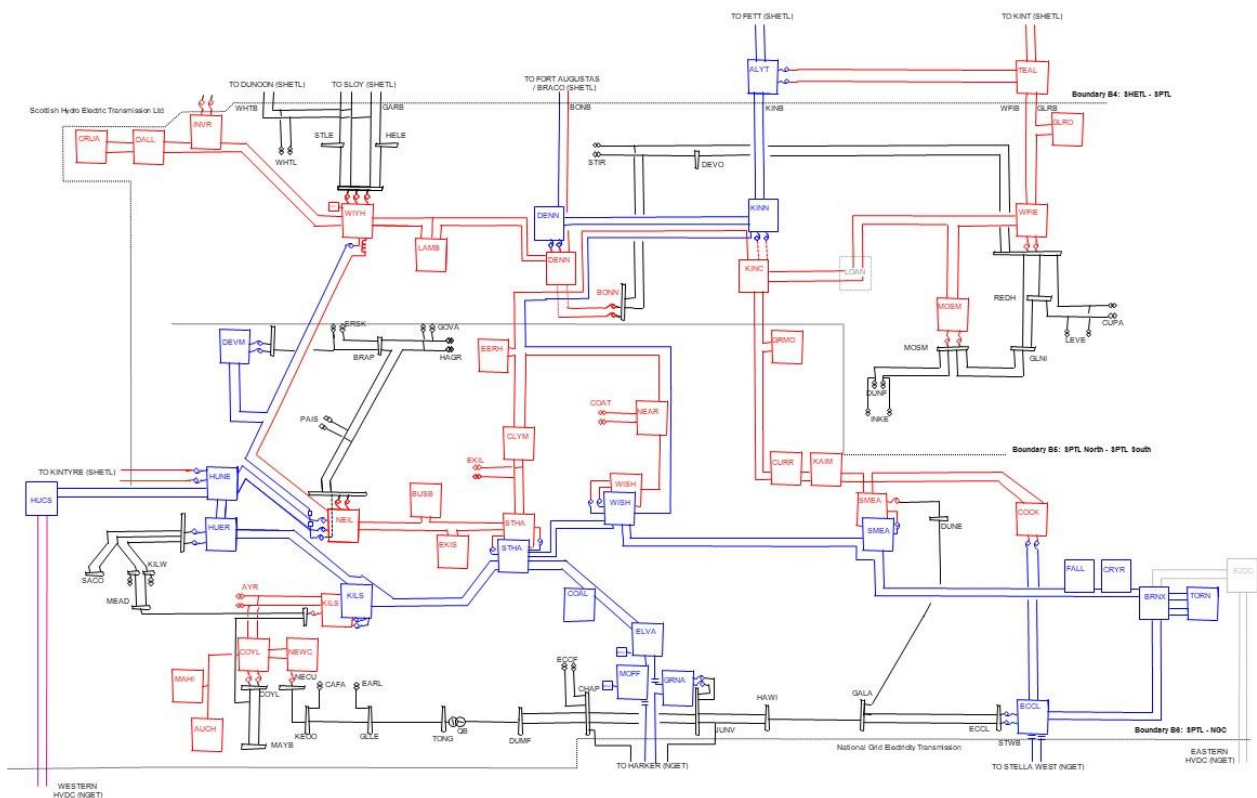 TO FETT (SHETL)
TO KINT (SHETL)
TO DUNOON (SHETL)
TO SLOY (SHETL)
TO FORT AUGUSTAS
/ BRACO (SHETL)
ALYT
TEAL
Boundary B4: SHETL - SPTL
Scottish Hydro Electric Transmission Ltd
WHTB
GARB
BONB
KINB
WFIB
GLRB
INVR
CRUA
DALL
STLE
HELE
WHTL
GLRO
STIR
DEVO
WIYH
DENN
KINN
WFIE
LAMB
DENN
KINC
LOAN
BONN
REDH
MOSM
CUPA
LEVE
DEVM
ERSK
GOVA
BRAP
HAGR
EERH
GRMO
MOSM
GLNI
DUNF
INKE
PAIS
COAT
NEAR
CLYM
EKIL
Boundary B5: SPTL North - SPTL South
TO KINTYRE (SHETL)
HUNE
HUCS
CURR
KAIM
WISH
WISH
BUSB
NEIL
STHA
EKIS
STHA
SMEA
SMEA
COCK
DUNE
HUER
SACO
KILW
MEAD
FALL
CRYR
BRNX
TORN
AYR
KILS
KILS
COAL
ELVA
COYL
NEWC
MAHI
AUCH
COYL
MAYB
NECU
CAFA
EARL
ECCF
CHAP
MOFF
GRNA
KEOO
GLLE
TONG
QB
DUMF
JUNV
HAWI
GALA
ECCL
ECCL
STWB
Boundary B6: SPTL - NGC
National Grid Electricity Transmission
TO HARKER (NGET)
TO STELLA WEST (NGET)
WESTERN
HVDC (NGET)
EASTERN
HVDC (NGET)